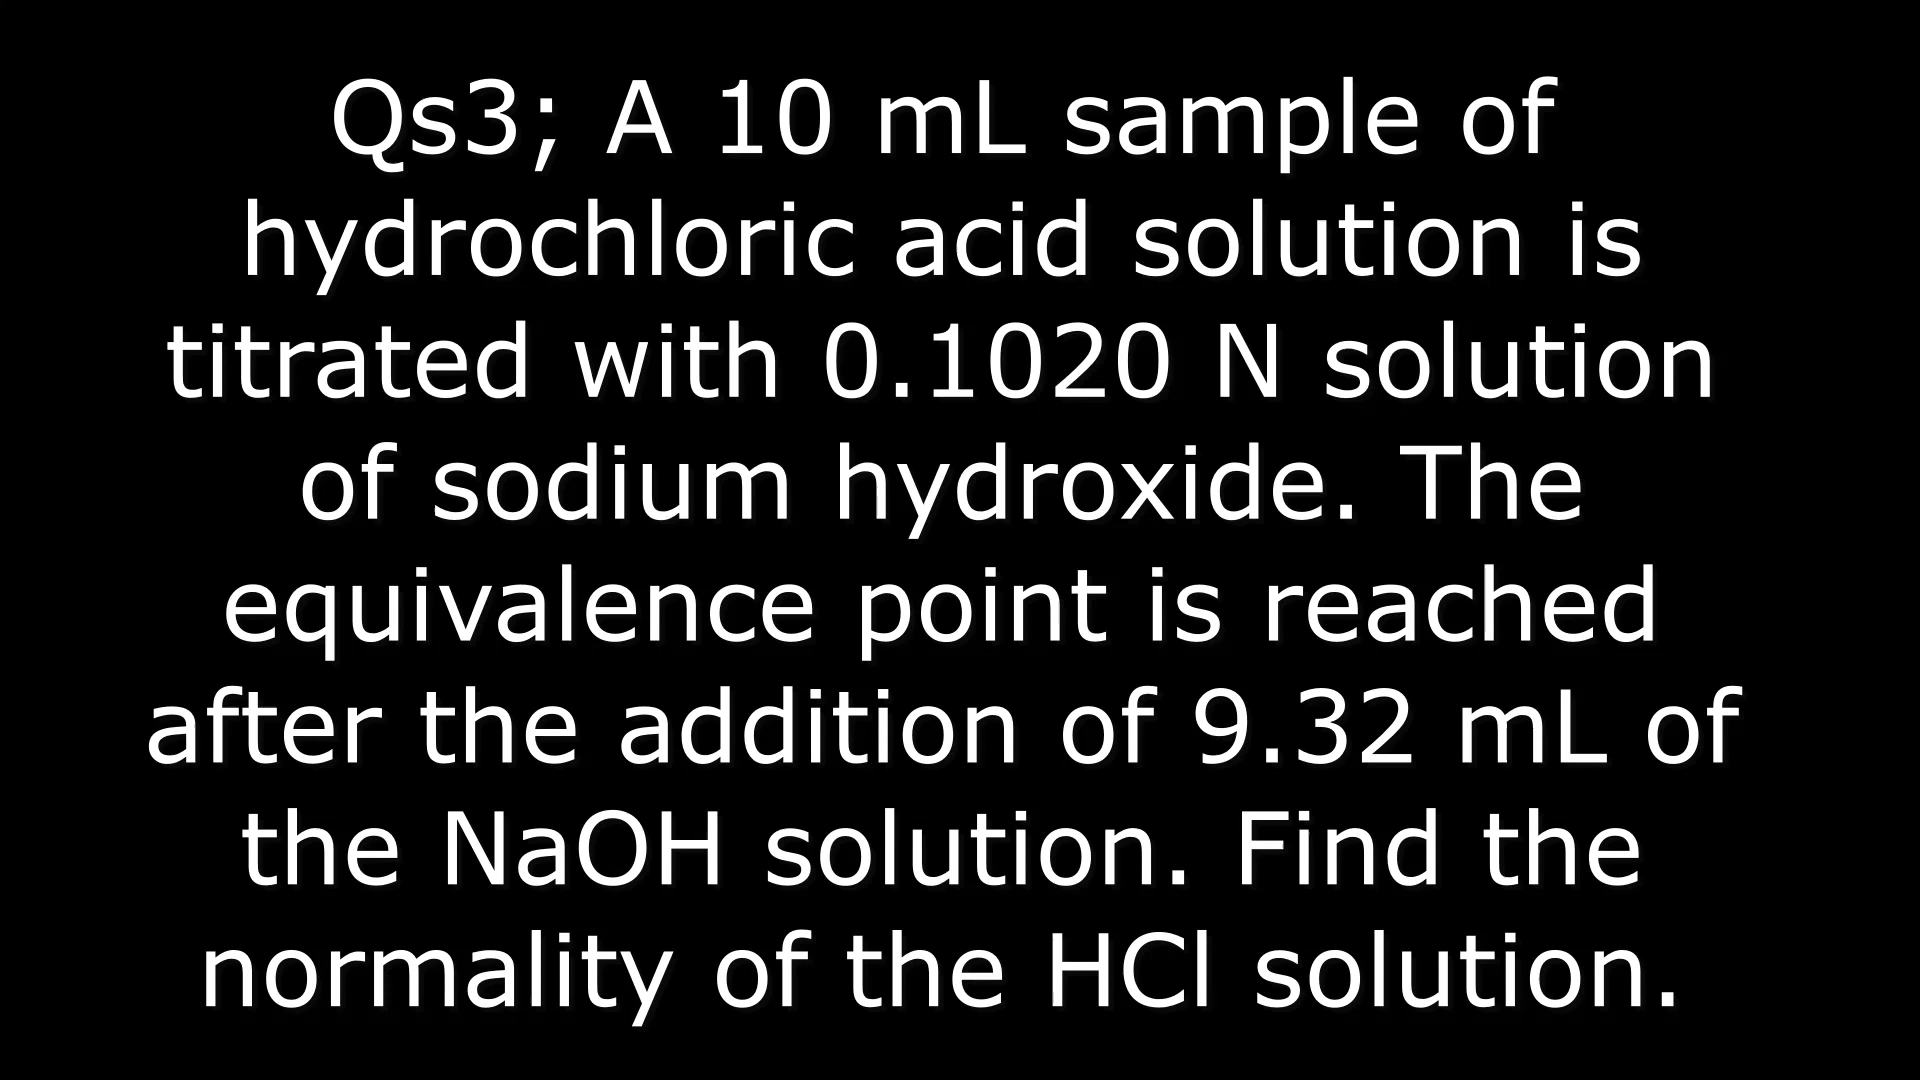 Qs3; A 10 mL sample of
hydrochloric acid solution is
titrated with 0.1020 N solution
of sodium hydroxide. The
equivalence point is reached
after the addition of 9.32 mL of
the NaOH solution. Find the
normality of the HCl solution.